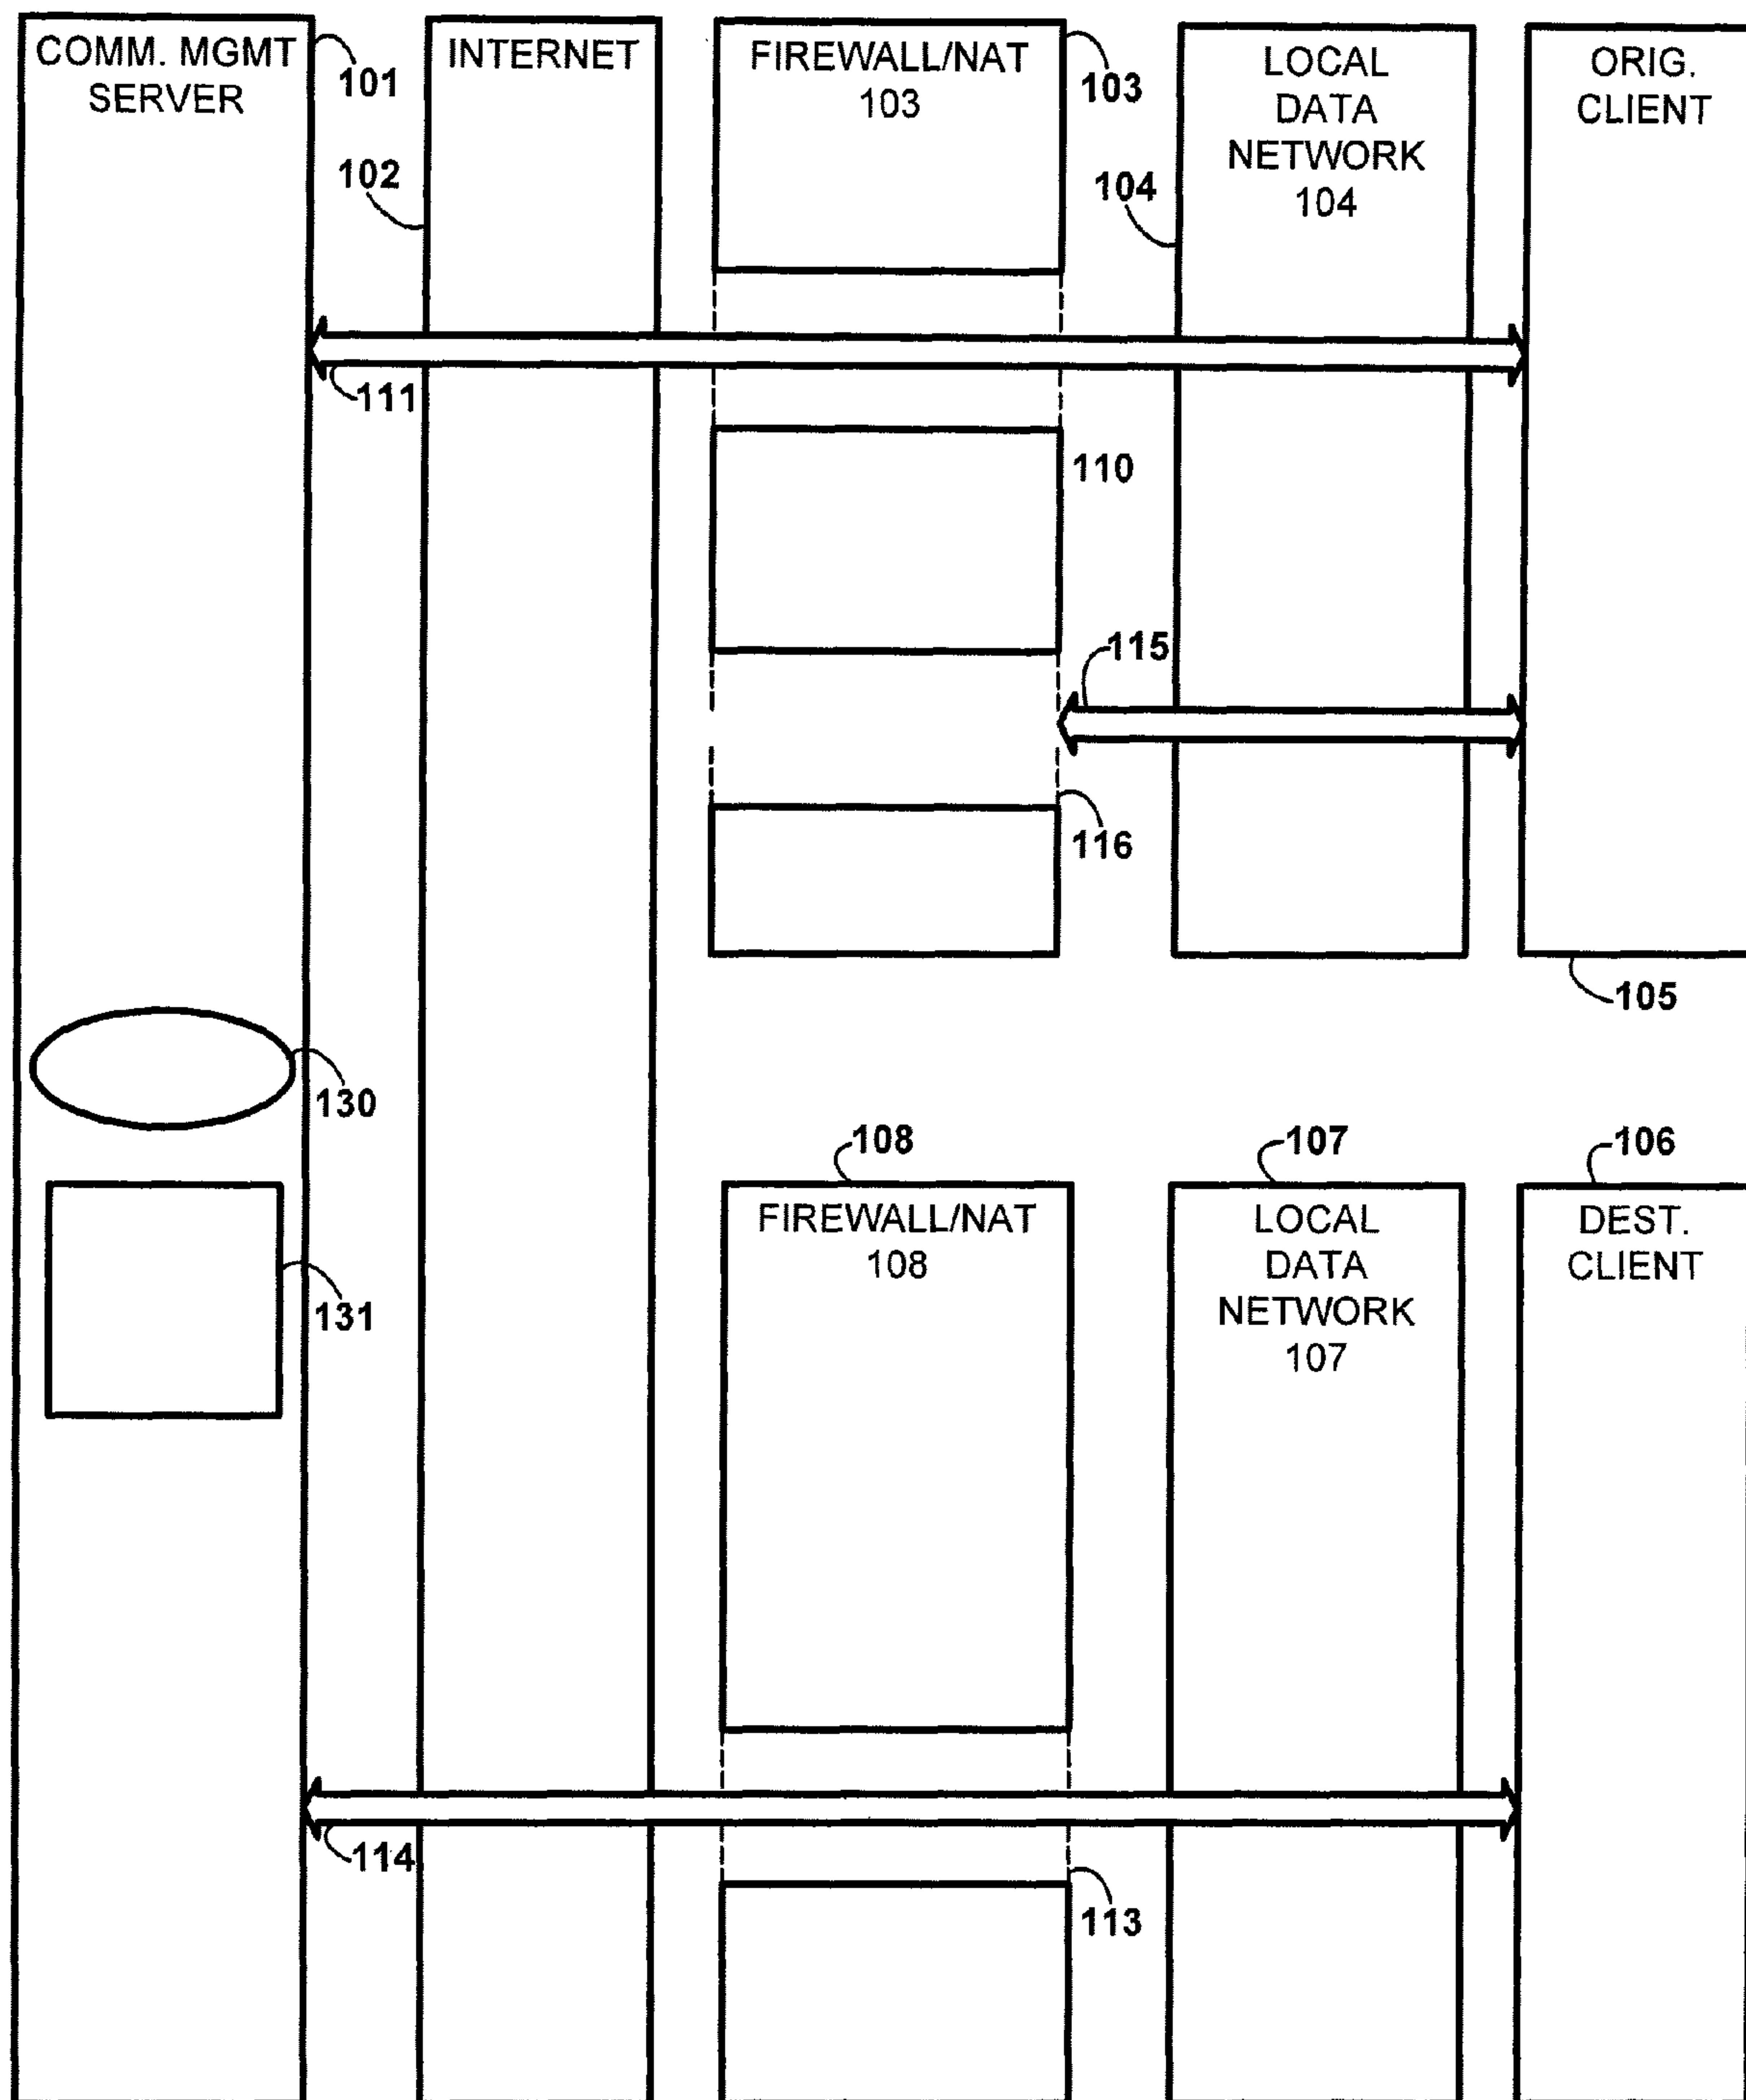 COMM. MGMT
SERVER
101
INTERNET
102
FIREWALL/NAT
103
103
LOCAL
DATA
NETWORK
104
104
ORIG.
CLIENT
111
110
115
116
105
130
131
108
FIREWALL/NAT
108
107
LOCAL
DATA
NETWORK
107
106
DEST.
CLIENT
114
113